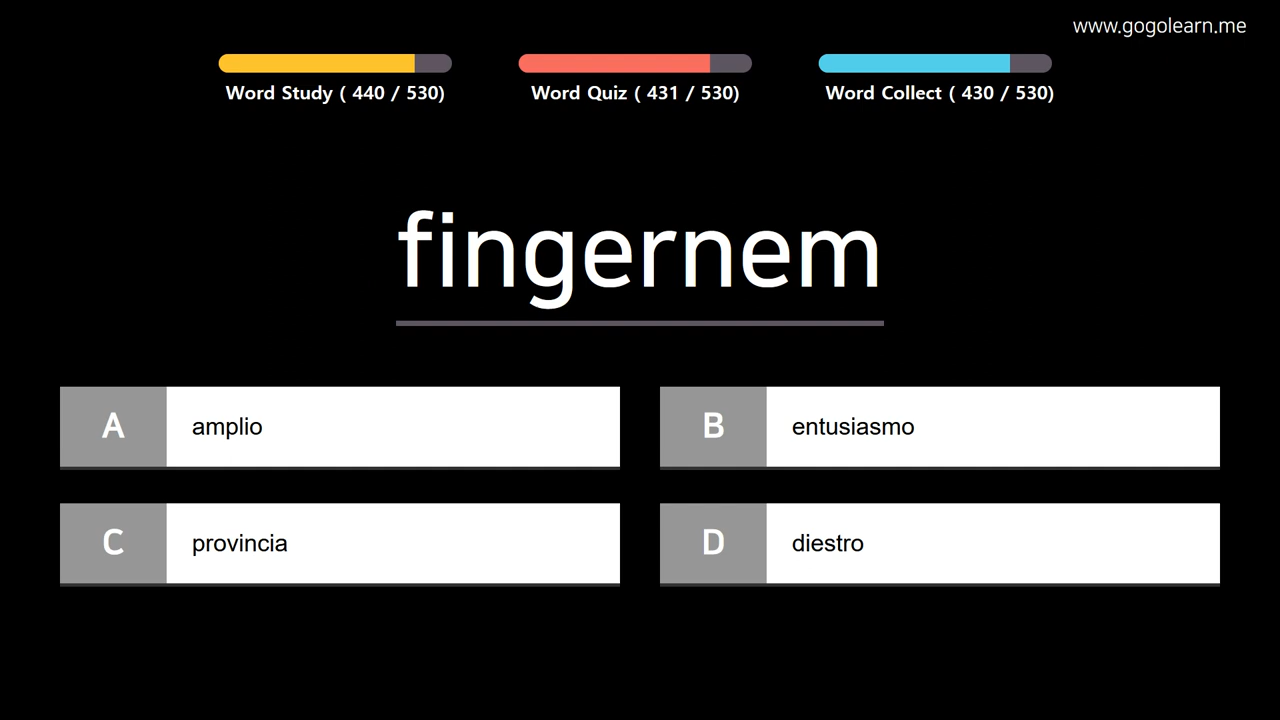 www.gogolearn.me
Word Study ( 440 / 530)
Word Quiz ( 431 / 530)
Word Collect ( 430 / 530)
fingernem
A amplio
B entusiasmo
C provincia
D diestro